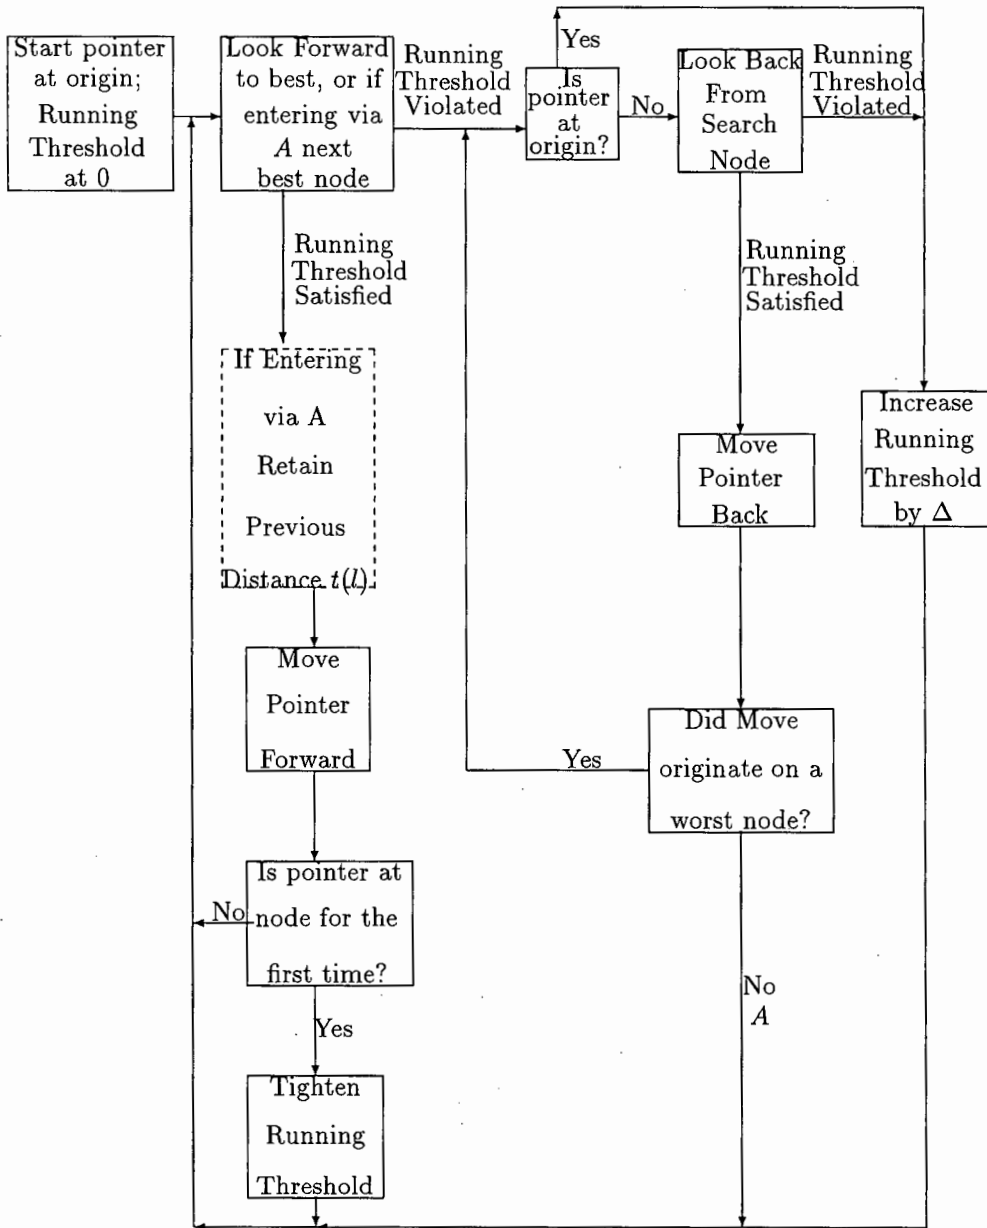 Start pointer
at origin;
Running
Threshold
at 0
Look Forward
to best, or if
entering via
A next
best node
Running
Threshold
Violated
Yes
Is
pointer
at
origin?
No
Look Back
From
Search
Node
Running
Threshold
Violated
Running
Threshold
Satisfied
Running
Threshold
Satisfied
If Entering
via A
Retain
Previous
Distance t(l)
Move
Pointer
Back
Increase
Running
Threshold
by Δ
Move
Pointer
Forward
Yes
Did Move
originate on a
worst node?
Is pointer at
No
node for the
first time?
Yes
No
A
Tighten
Running
Threshold